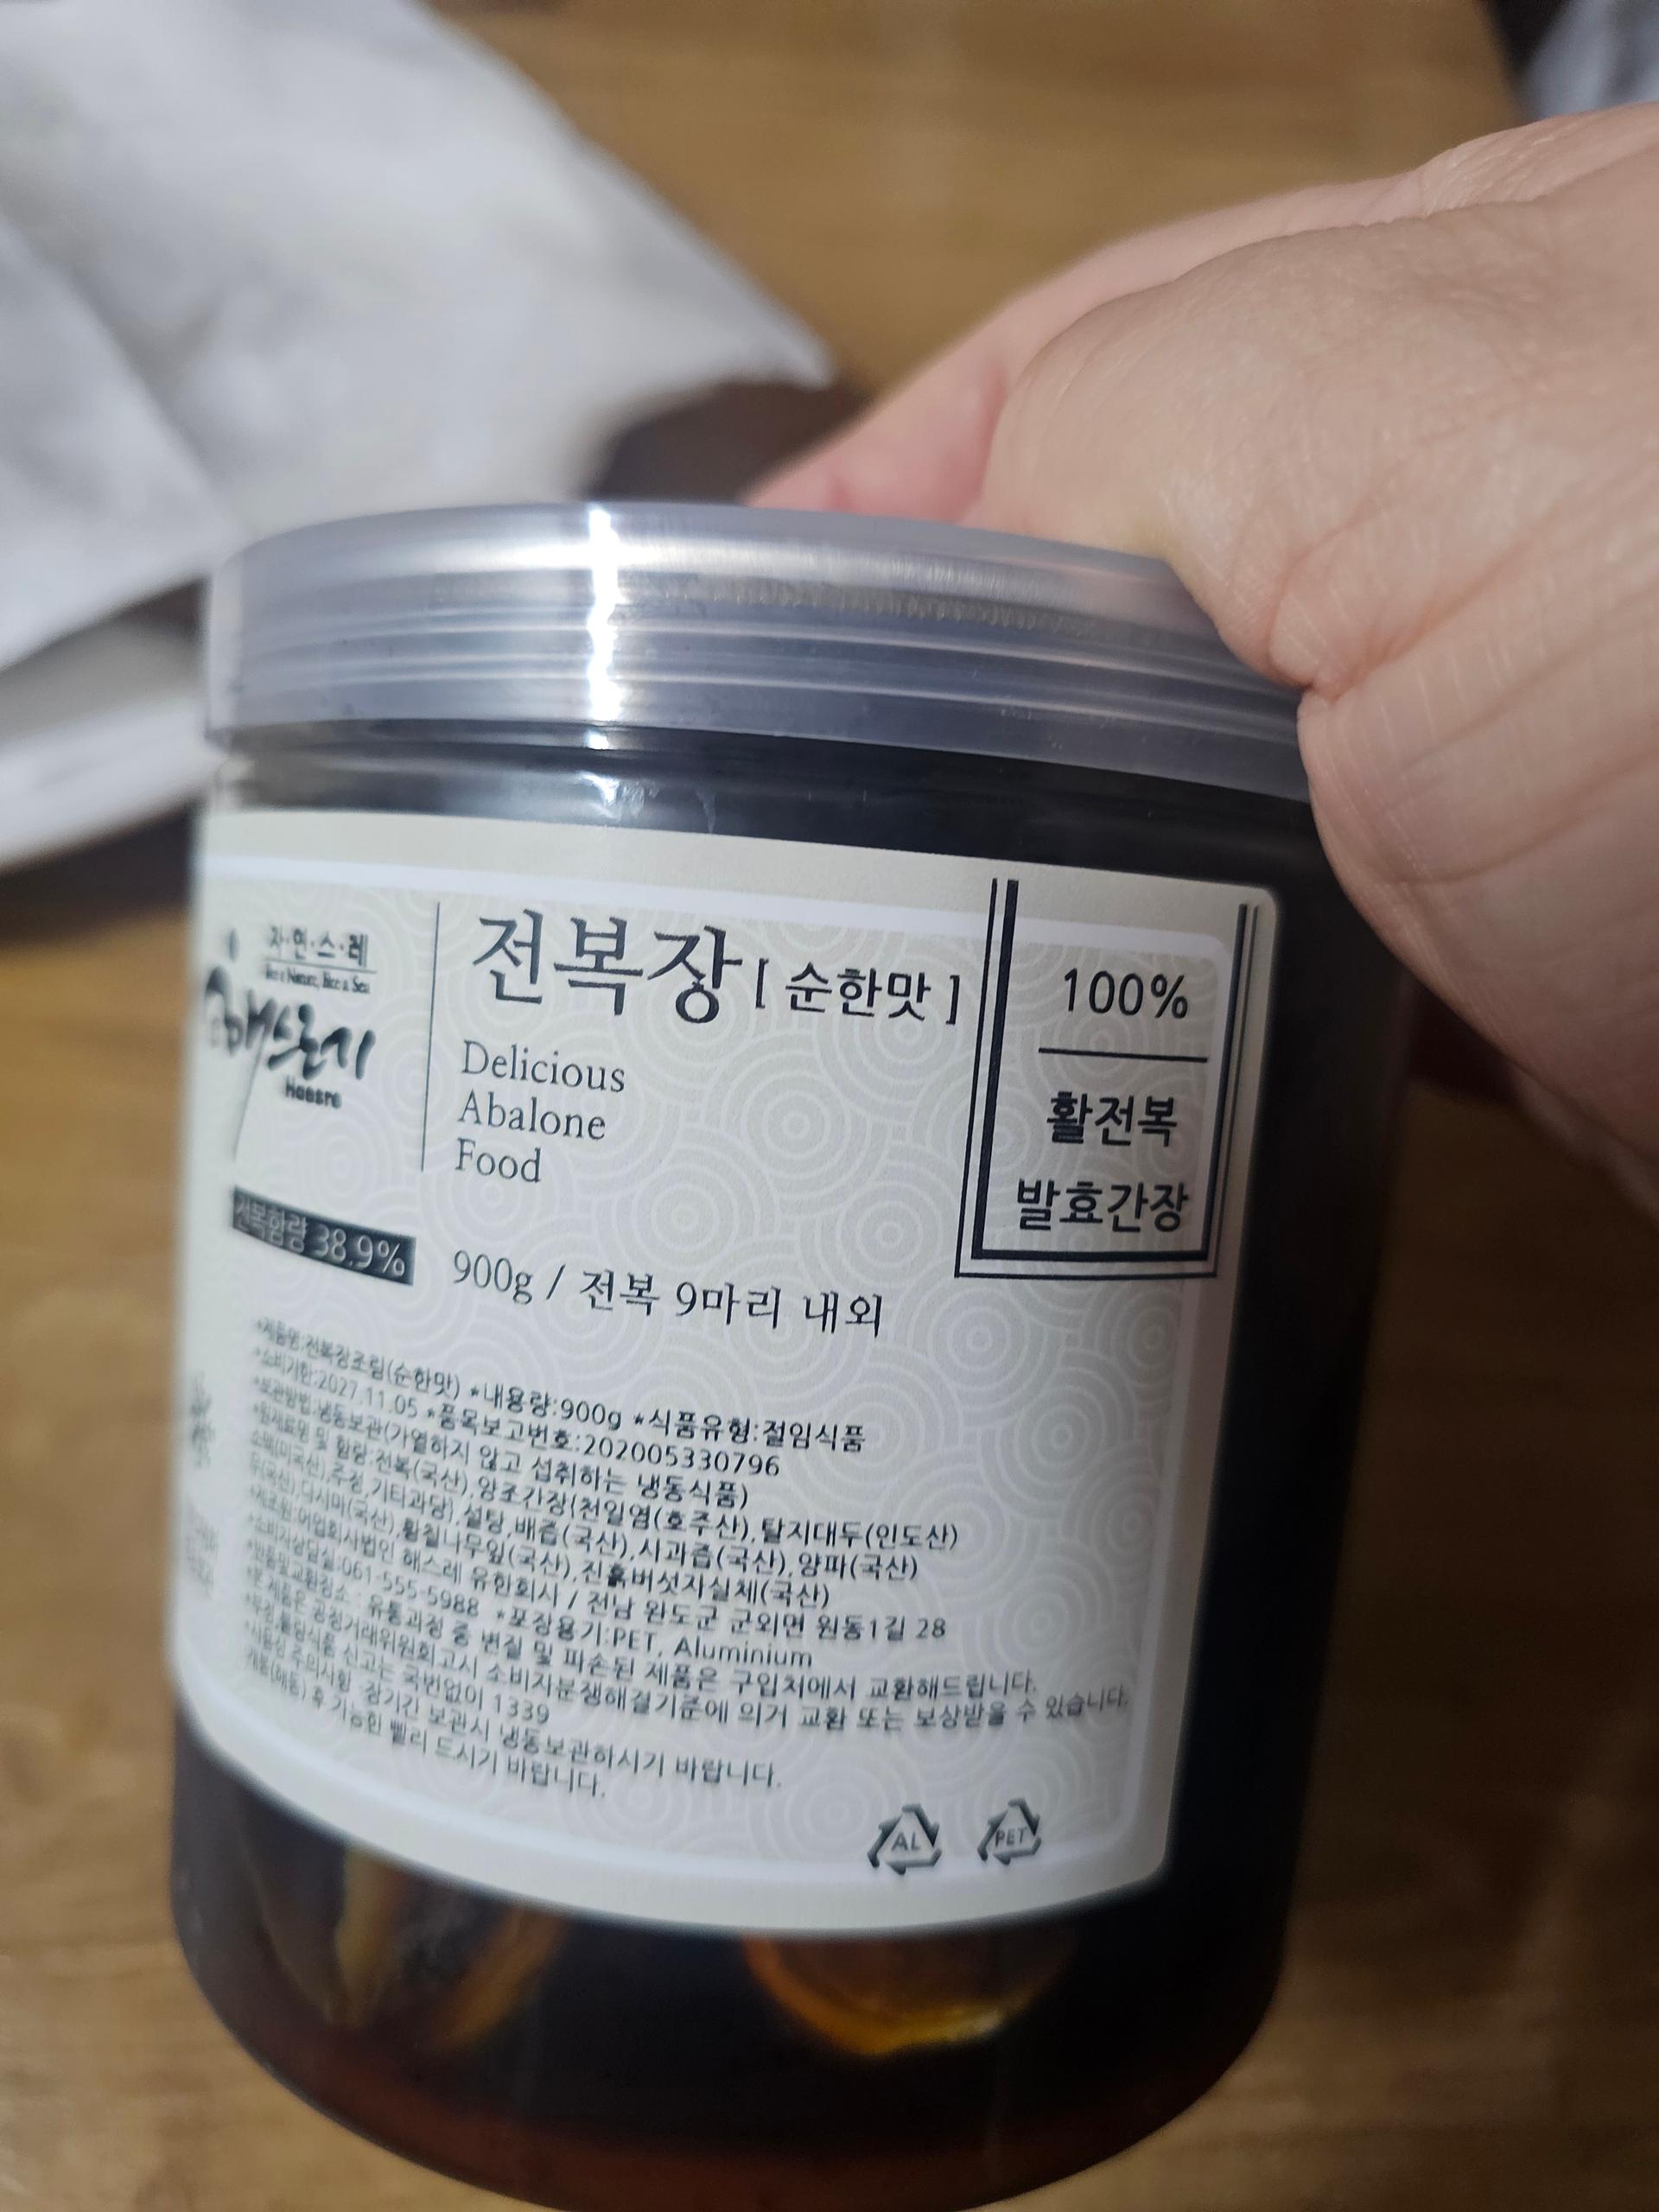 자·연·스·레
해스온기
Haesre
전복장 [ 순한맛 ]
Delicious
Abalone
Food
100%
활전복
발효간장
전복함량 38.9%
900g / 전복 9마리 내외
*제품명:전복장조림(순한맛) *내용량:900g *식품유형:절임식품
*소비기한:2027.11.05 *품목보고번호:202005330796
*보관방법:냉동보관(가열하지 않고 섭취하는 냉동식품)
*원재료명 및 함량:전복(국산),양조간장{천일염(호주산),탈지대두(인도산)
소맥(미국산),주정,기타과당},설탕,배즙(국산),사과즙(국산),양파(국산)
무(국산),다시마(국산),황칠나무잎(국산),진흙버섯자실체(국산)
*제조원:어업회사법인 해스레 유한회사 / 전남 완도군 군외면 원동1길 28
*소비자상담실:061-555-5988 *포장용기:PET, Aluminium
*반품및교환장소 : 유통과정 중 변질 및 파손된 제품은 구입처에서 교환해드립니다.
*본 제품은 공정거래위원회고시 소비자분쟁해결기준에 의거 교환 또는 보상받을 수 있습니다.
*부정·불량식품 신고는 국번없이 1339
*사용상 주의사항 장기간 보관시 냉동보관하시기 바랍니다.
개봉(해동) 후 가능한 빨리 드시기 바랍니다.
AL
PET